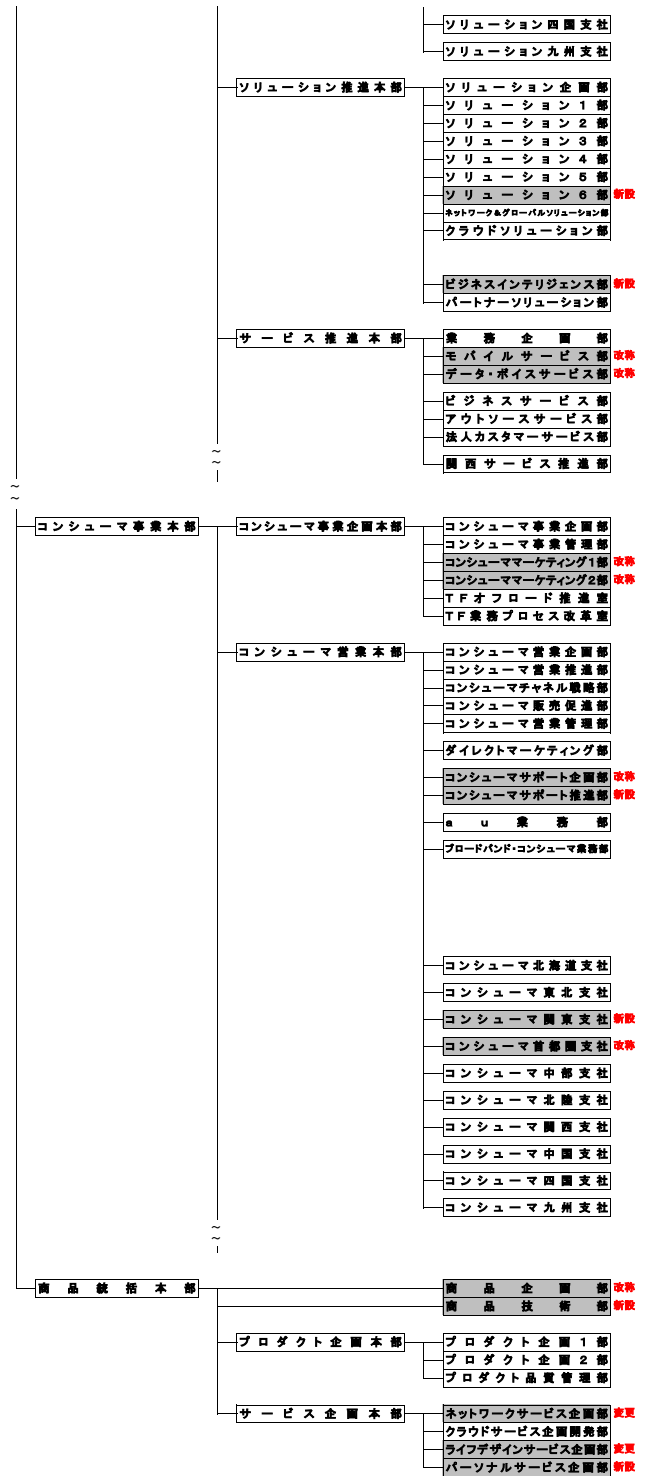 ソリューション四国支社
ソリューション九州支社
ソリューション推進本部
ソリューション企画部
ソリューション1部
ソリューション2部
ソリューション3部
ソリューション4部
ソリューション5部
ソリューション6部 新設
ネットワーク&グローバルソリューション部
クラウドソリューション部
ビジネスインテリジェンス部 新設
パートナーソリューション部
サービス推進本部
業務企画部
モバイルサービス部 改称
データ・ボイスサービス部 改称
ビジネスサービス部
アウトソースサービス部
法人カスタマーサービス部
関西サービス推進部
コンシューマ事業本部
コンシューマ事業企画本部
コンシューマ事業企画部
コンシューマ事業管理部
コンシューママーケティング1部 改称
コンシューママーケティング2部 改称
TFオフロード推進室
TF業務プロセス改革室
コンシューマ営業本部
コンシューマ営業企画部
コンシューマ営業推進部
コンシューマチャネル戦略部
コンシューマ販売促進部
コンシューマ営業管理部
ダイレクトマーケティング部
コンシューマサポート企画部 改称
コンシューマサポート推進部 新設
au業務部
ブロードバンド・コンシューマ業務部
コンシューマ北海道支社
コンシューマ東北支社
コンシューマ関東支社 新設
コンシューマ首都圏支社 改称
コンシューマ中部支社
コンシューマ北陸支社
コンシューマ関西支社
コンシューマ中国支社
コンシューマ四国支社
コンシューマ九州支社
商品統括本部
商品企画部 改称
商品技術部 新設
プロダクト企画本部
プロダクト企画1部
プロダクト企画2部
プロダクト品質管理部
サービス企画本部
ネットワークサービス企画部 変更
クラウドサービス企画開発部
ライフデザインサービス企画部 変更
パーソナルサービス企画部 新設